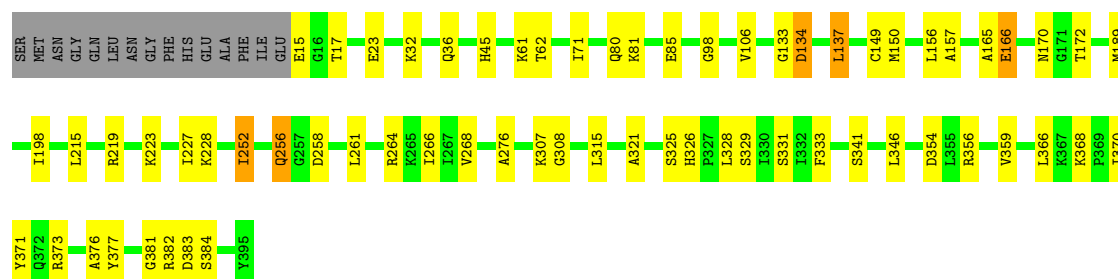 SER MET ASN GLY GLN LEU ASN GLY PHE HIS GLU ALA PHE ILE GLU E15 G16 T17 E23 K32 Q36 H45 K61 T62 I71 Q80 K81 E85 G98 V106 G133 D134 L137 C149 M150 L156 A157 A165 E166 N170 G171 T172 M189
I198 L215 R219 K223 I227 K228 I252 Q256 G257 D258 L261 R264 K265 I266 I267 V268 A276 K307 G308 L315 A321 S325 H326 P327 L328 S329 I330 S331 I332 F333 S341 L346 D354 L355 R356 V359 L366 K367 K368 P369 I370
Y371 Q372 R373 A376 Y377 G381 R382 D383 S384 Y395